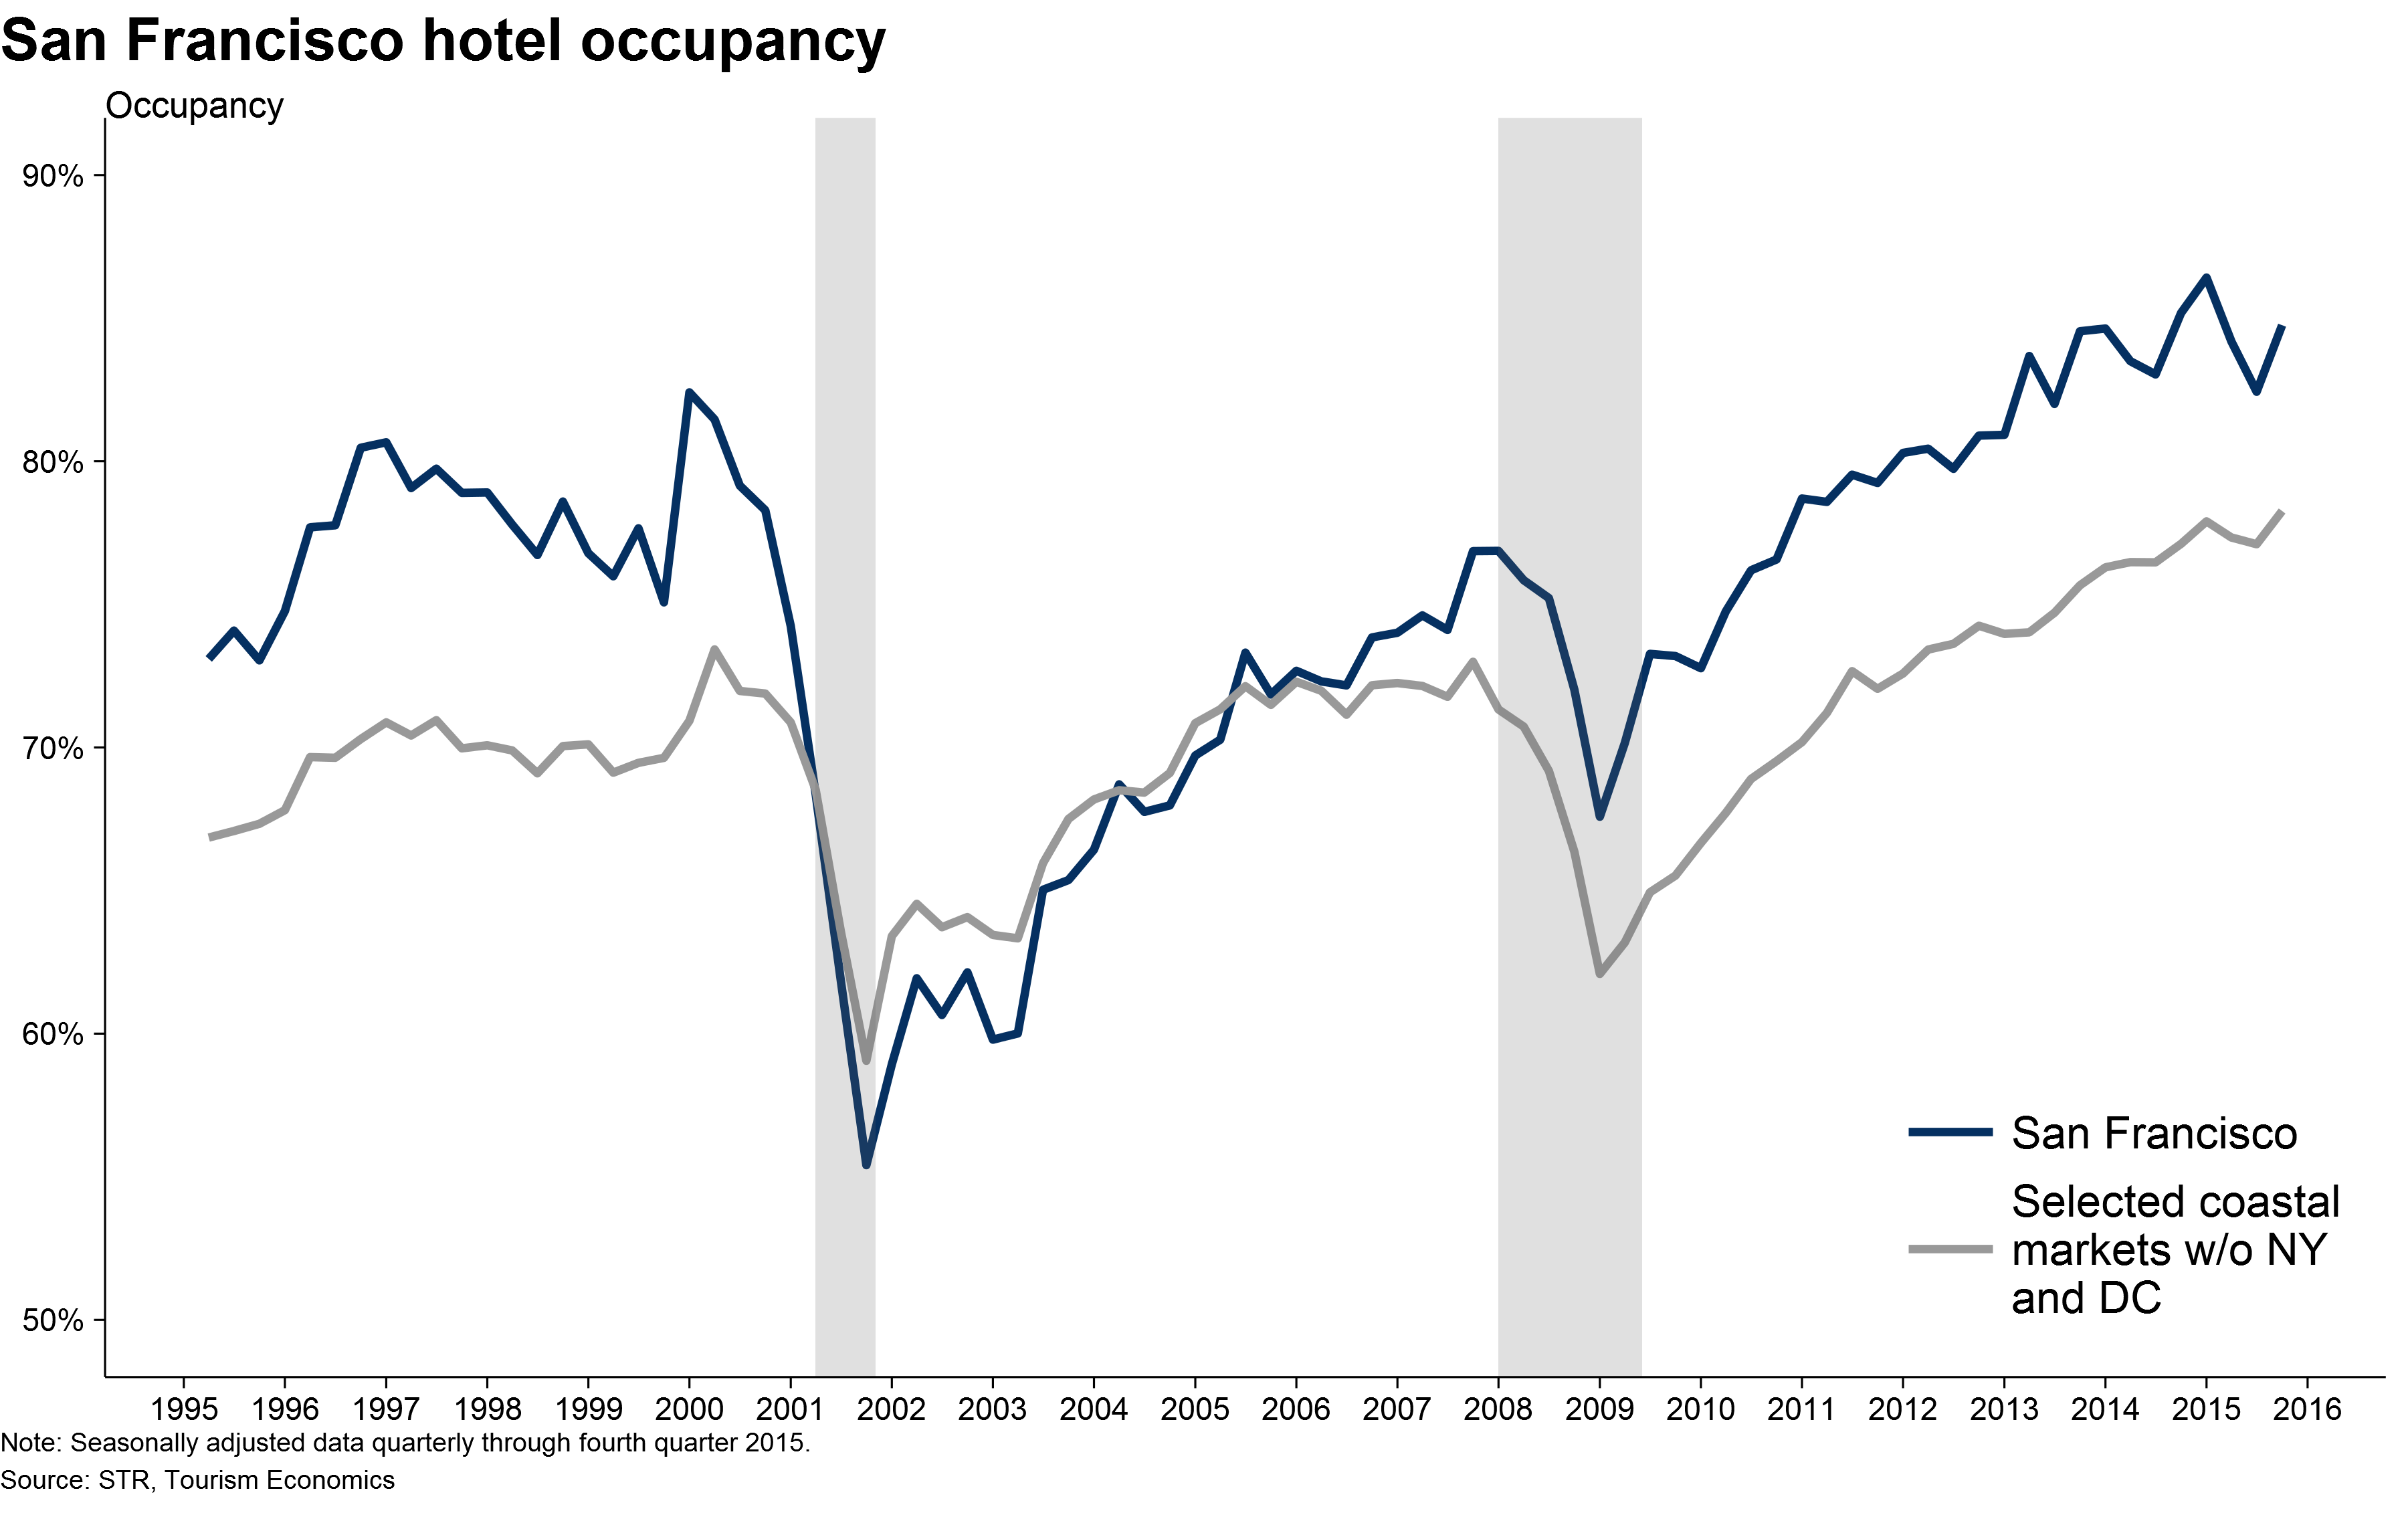 San Francisco hotel occupancy
Occupancy
90%
80%
70%
60%
50%
San Francisco
Selected coastal
markets w/o NY
and DC
1995 1996 1997 1998 1999 2000 2001 2002 2003 2004 2005 2006 2007 2008 2009 2010 2011 2012 2013 2014 2015 2016
Note: Seasonally adjusted data quarterly through fourth quarter 2015.
Source: STR, Tourism Economics